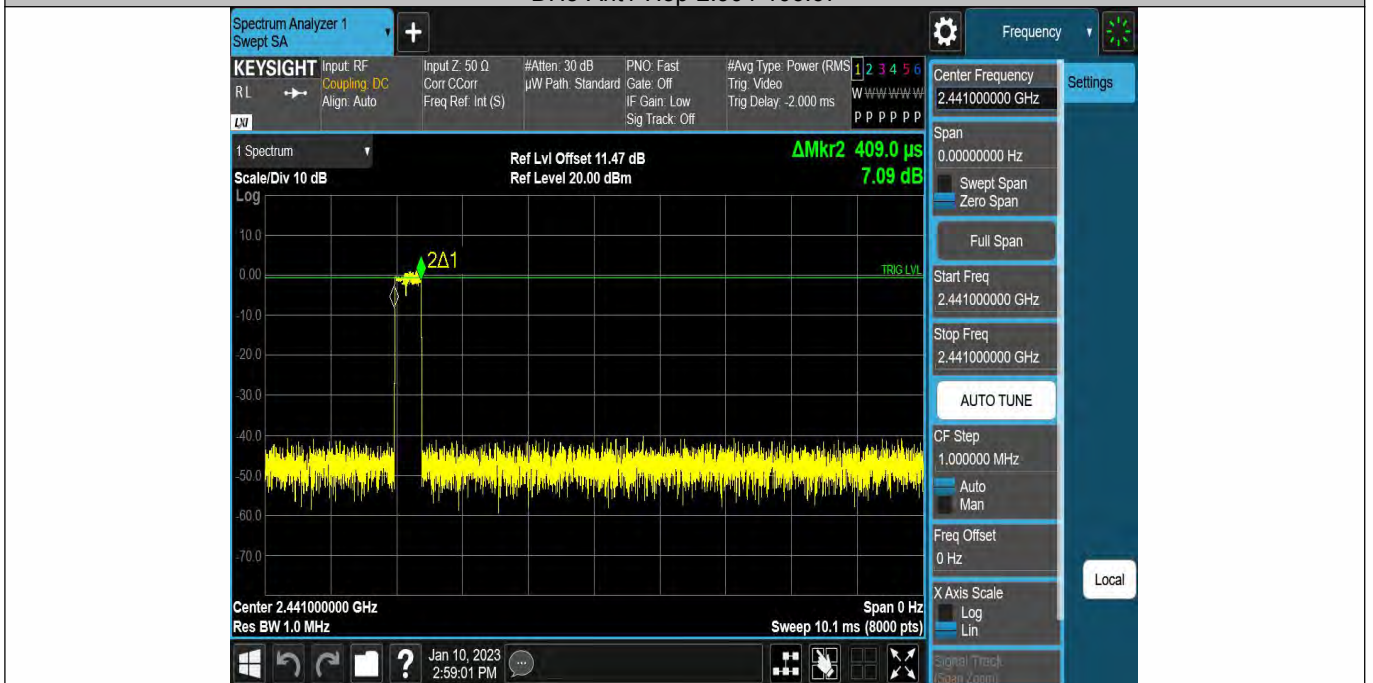 Spectrum Analyzer 1
Swept SA
+
Frequency
KEYSIGHT
RL
LXI
Input: RF
Coupling: DC
Align: Auto
Input Z: 50 Ω
Corr CCorr
Freq Ref: Int (S)
#Atten: 30 dB
µW Path: Standard
PNO: Fast
Gate: Off
IF Gain: Low
Sig Track: Off
#Avg Type: Power (RMS
Trig: Video
Trig Delay: -2.000 ms
1 2 3 4 5 6
W W W W W W
P P P P P P
1 Spectrum
Scale/Div 10 dB
Log
Ref Lvl Offset 11.47 dB
Ref Level 20.00 dBm
ΔMkr2 409.0 µs
7.09 dB
10.0
0.00
-10.0
-20.0
-30.0
-40.0
-50.0
-60.0
-70.0
2Δ1
TRIG LVL
Center 2.441000000 GHz
Res BW 1.0 MHz
Span 0 Hz
Sweep 10.1 ms (8000 pts)
Center Frequency
2.441000000 GHz
Settings
Span
0.00000000 Hz
Swept Span
Zero Span
Full Span
Start Freq
2.441000000 GHz
Stop Freq
2.441000000 GHz
AUTO TUNE
CF Step
1.000000 MHz
Auto
Man
Freq Offset
0 Hz
X Axis Scale
Log
Lin
Signal Track
(Span Zoom)
Local
?
Jan 10, 2023
2:59:01 PM